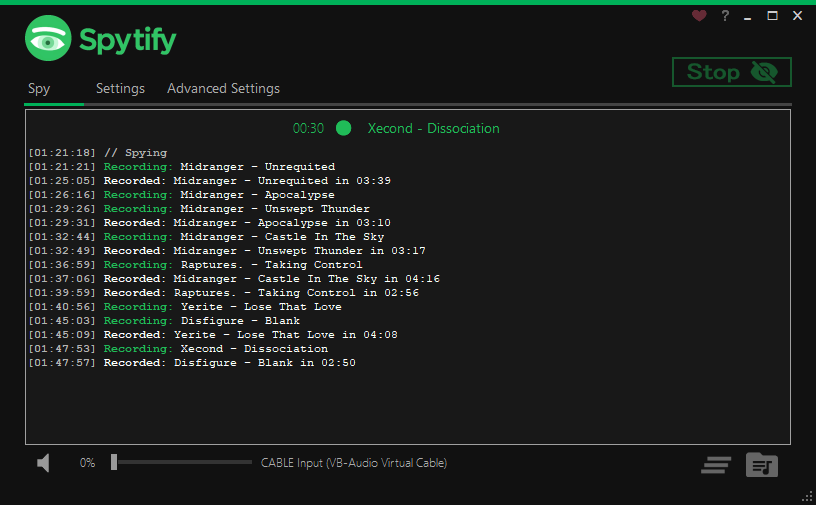 Spytify
?
Stop
Spy Settings Advanced Settings
00:30 Xecond - Dissociation
[01:21:18] // Spying
[01:21:21] Recording: Midranger - Unrequited
[01:25:05] Recorded: Midranger - Unrequited in 03:39
[01:26:16] Recording: Midranger - Apocalypse
[01:29:26] Recording: Midranger - Unswept Thunder
[01:29:31] Recorded: Midranger - Apocalypse in 03:10
[01:32:44] Recording: Midranger - Castle In The Sky
[01:32:49] Recorded: Midranger - Unswept Thunder in 03:17
[01:36:59] Recording: Raptures. - Taking Control
[01:37:06] Recorded: Midranger - Castle In The Sky in 04:16
[01:39:59] Recorded: Raptures. - Taking Control in 02:56
[01:40:56] Recording: Yerite - Lose That Love
[01:45:03] Recording: Disfigure - Blank
[01:45:09] Recorded: Yerite - Lose That Love in 04:08
[01:47:53] Recording: Xecond - Dissociation
[01:47:57] Recorded: Disfigure - Blank in 02:50
0% CABLE Input (VB-Audio Virtual Cable)